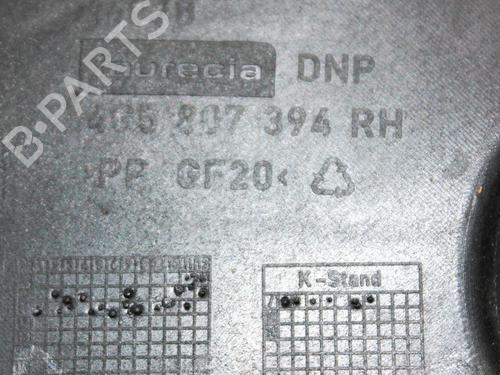 B-PARTS
faurecia DNP
4G5 807 394 RH
>PP GF20<
K-Stand